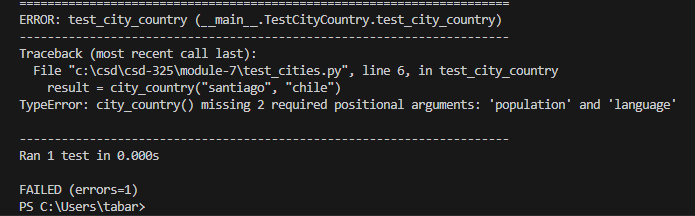 ======================================================================
ERROR: test_city_country (__main__.TestCityCountry.test_city_country)
----------------------------------------------------------------------
Traceback (most recent call last):
  File "c:\csd\csd-325\module-7\test_cities.py", line 6, in test_city_country
    result = city_country("santiago", "chile")
TypeError: city_country() missing 2 required positional arguments: 'population' and 'language'

----------------------------------------------------------------------
Ran 1 test in 0.000s

FAILED (errors=1)
PS C:\Users\tabar>